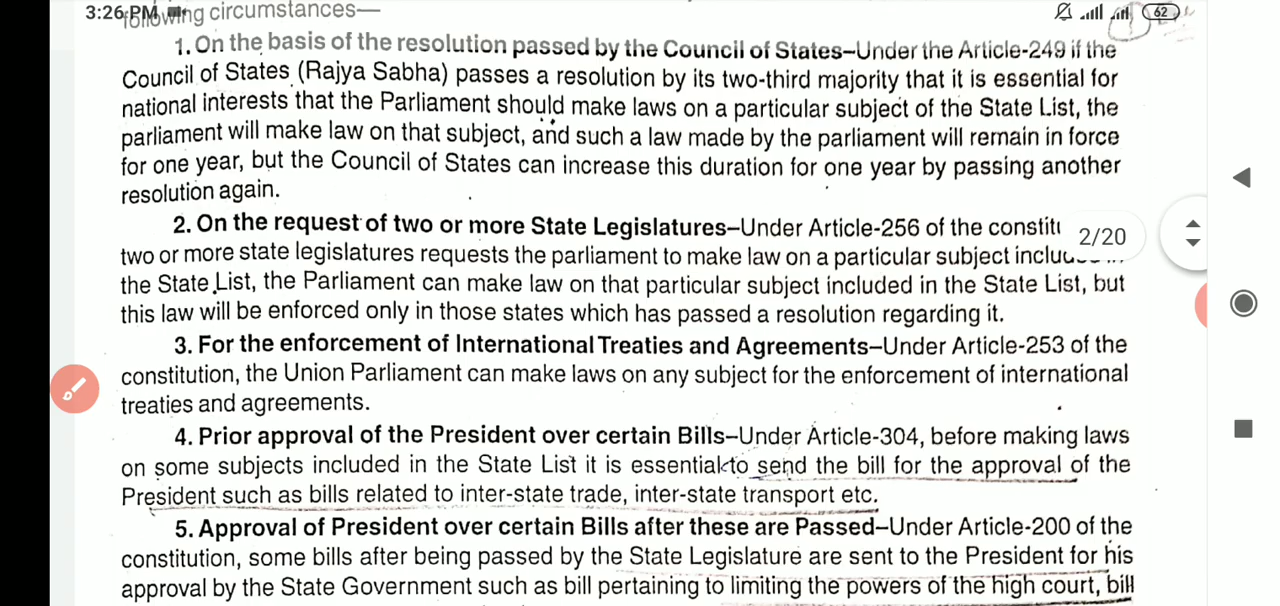 3:26 PM 62
following circumstances—
1. On the basis of the resolution passed by the Council of States–Under the Article-249 if the
Council of States (Rajya Sabha) passes a resolution by its two-third majority that it is essential for
national interests that the Parliament should make laws on a particular subject of the State List, the
parliament will make law on that subject, and such a law made by the parliament will remain in force
for one year, but the Council of States can increase this duration for one year by passing another
resolution again.
2. On the request of two or more State Legislatures–Under Article-256 of the
2/20
two or more state legislatures requests the parliament to make law on a particular subject
the State List, the Parliament can make law on that particular subject included in the State List, but
this law will be enforced only in those states which has passed a resolution regarding it.
3. For the enforcement of International Treaties and Agreements–Under Article-253 of the
constitution, the Union Parliament can make laws on any subject for the enforcement of international
treaties and agreements.
4. Prior approval of the President over certain Bills–Under Article-304, before making laws
on some subjects included in the State List it is essential to send the bill for the approval of the
President such as bills related to inter-state trade, inter-state transport etc.
5. Approval of President over certain Bills after these are Passed–Under Article-200 of the
constitution, some bills after being passed by the State Legislature are sent to the President for his
approval by the State Government such as bill pertaining to limiting the powers of the high court, bill